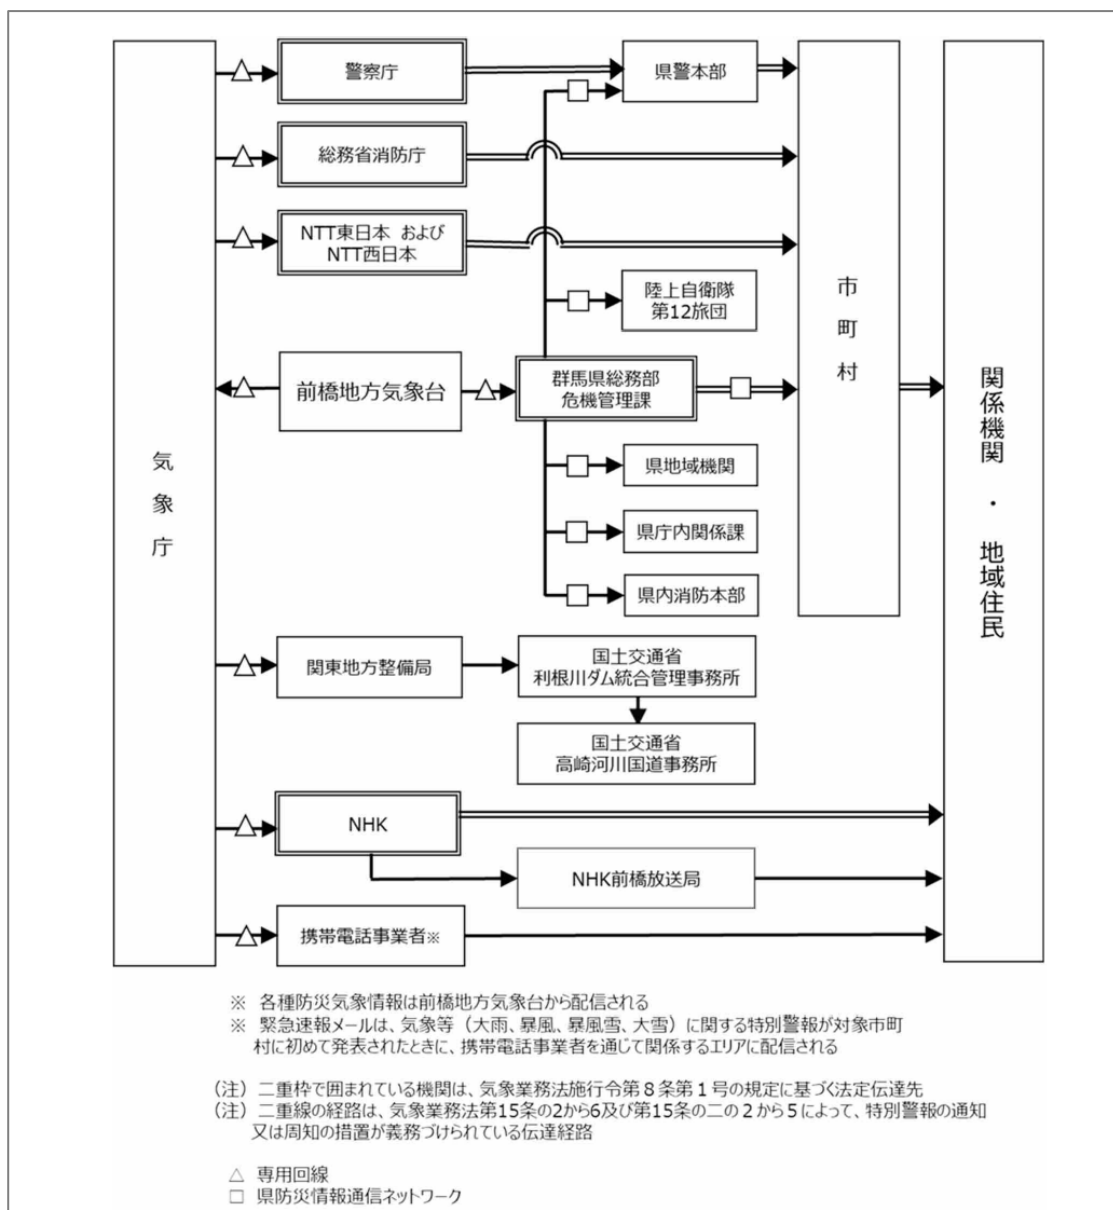 気象庁
警察庁
県警本部
総務省消防庁
NTT東日本 および
NTT西日本
陸上自衛隊
第12旅団
前橋地方気象台
群馬県総務部
危機管理課
県地域機関
県庁内関係課
県内消防本部
市町村
関係機関・地域住民
関東地方整備局
国土交通省
利根川ダム統合管理事務所
国土交通省
高崎河川国道事務所
NHK
NHK前橋放送局
携帯電話事業者※
※ 各種防災気象情報は前橋地方気象台から配信される
※ 緊急速報メールは、気象等（大雨、暴風、暴風雪、大雪）に関する特別警報が対象市町
村に初めて発表されたときに、携帯電話事業者を通じて関係するエリアに配信される
（注）二重枠で囲まれている機関は、気象業務法施行令第８条第１号の規定に基づく法定伝達先
（注）二重線の経路は、気象業務法第15条の2から6及び第15条の二の２から５によって、特別警報の通知
又は周知の措置が義務づけられている伝達経路
△ 専用回線
□ 県防災情報通信ネットワーク